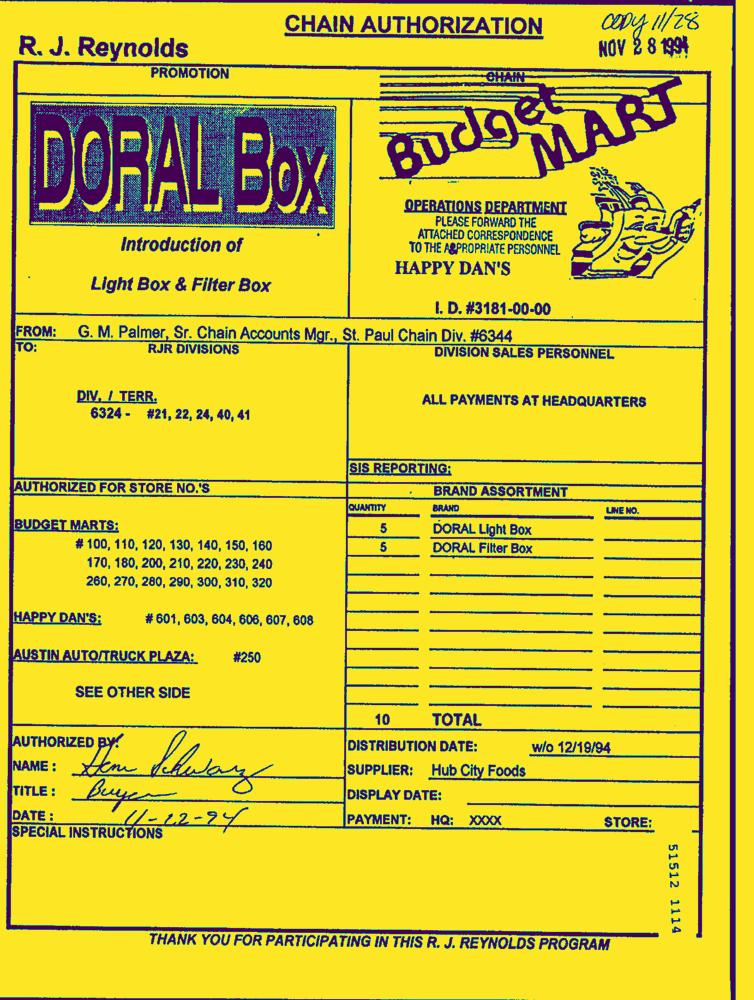 CHAIN AUTHORIZATION
copy 11/28
NOV 28 1994
R. J. Reynolds
PROMOTION
CHAIN
DORAL Box
Budget MART
Introduction of
Light Box & Filter Box
OPERATIONS DEPARTMENT
PLEASE FORWARD THE
ATTACHED CORRESPONDENCE
TO THE APPROPRIATE PERSONNEL
HAPPY DAN'S
I. D. #3181-00-00
FROM: G. M. Palmer, Sr. Chain Accounts Mgr., St. Paul Chain Div. #6344
TO: RJR DIVISIONS
DIVISION SALES PERSONNEL
DIV. / TERR.
6324 - #21, 22, 24, 40, 41
ALL PAYMENTS AT HEADQUARTERS
SIS REPORTING:
AUTHORIZED FOR STORE NO.'S
BRAND ASSORTMENT
QUANTITY BRAND LINE NO.
5 DORAL Light Box
5 DORAL Filter Box
BUDGET MARTS:
# 100, 110, 120, 130, 140, 150, 160
170, 180, 200, 210, 220, 230, 240
260, 270, 280, 290, 300, 310, 320
HAPPY DAN'S: # 601, 603, 604, 606, 607, 608
AUSTIN AUTO/TRUCK PLAZA: #250
SEE OTHER SIDE
10 TOTAL
AUTHORIZED BY:
NAME : Schwarz
TITLE : Buyer
DATE : 11-22-94
DISTRIBUTION DATE: w/o 12/19/94
SUPPLIER: Hub City Foods
DISPLAY DATE:
PAYMENT: HQ: XXXX STORE:
SPECIAL INSTRUCTIONS
51512 1114
THANK YOU FOR PARTICIPATING IN THIS R. J. REYNOLDS PROGRAM